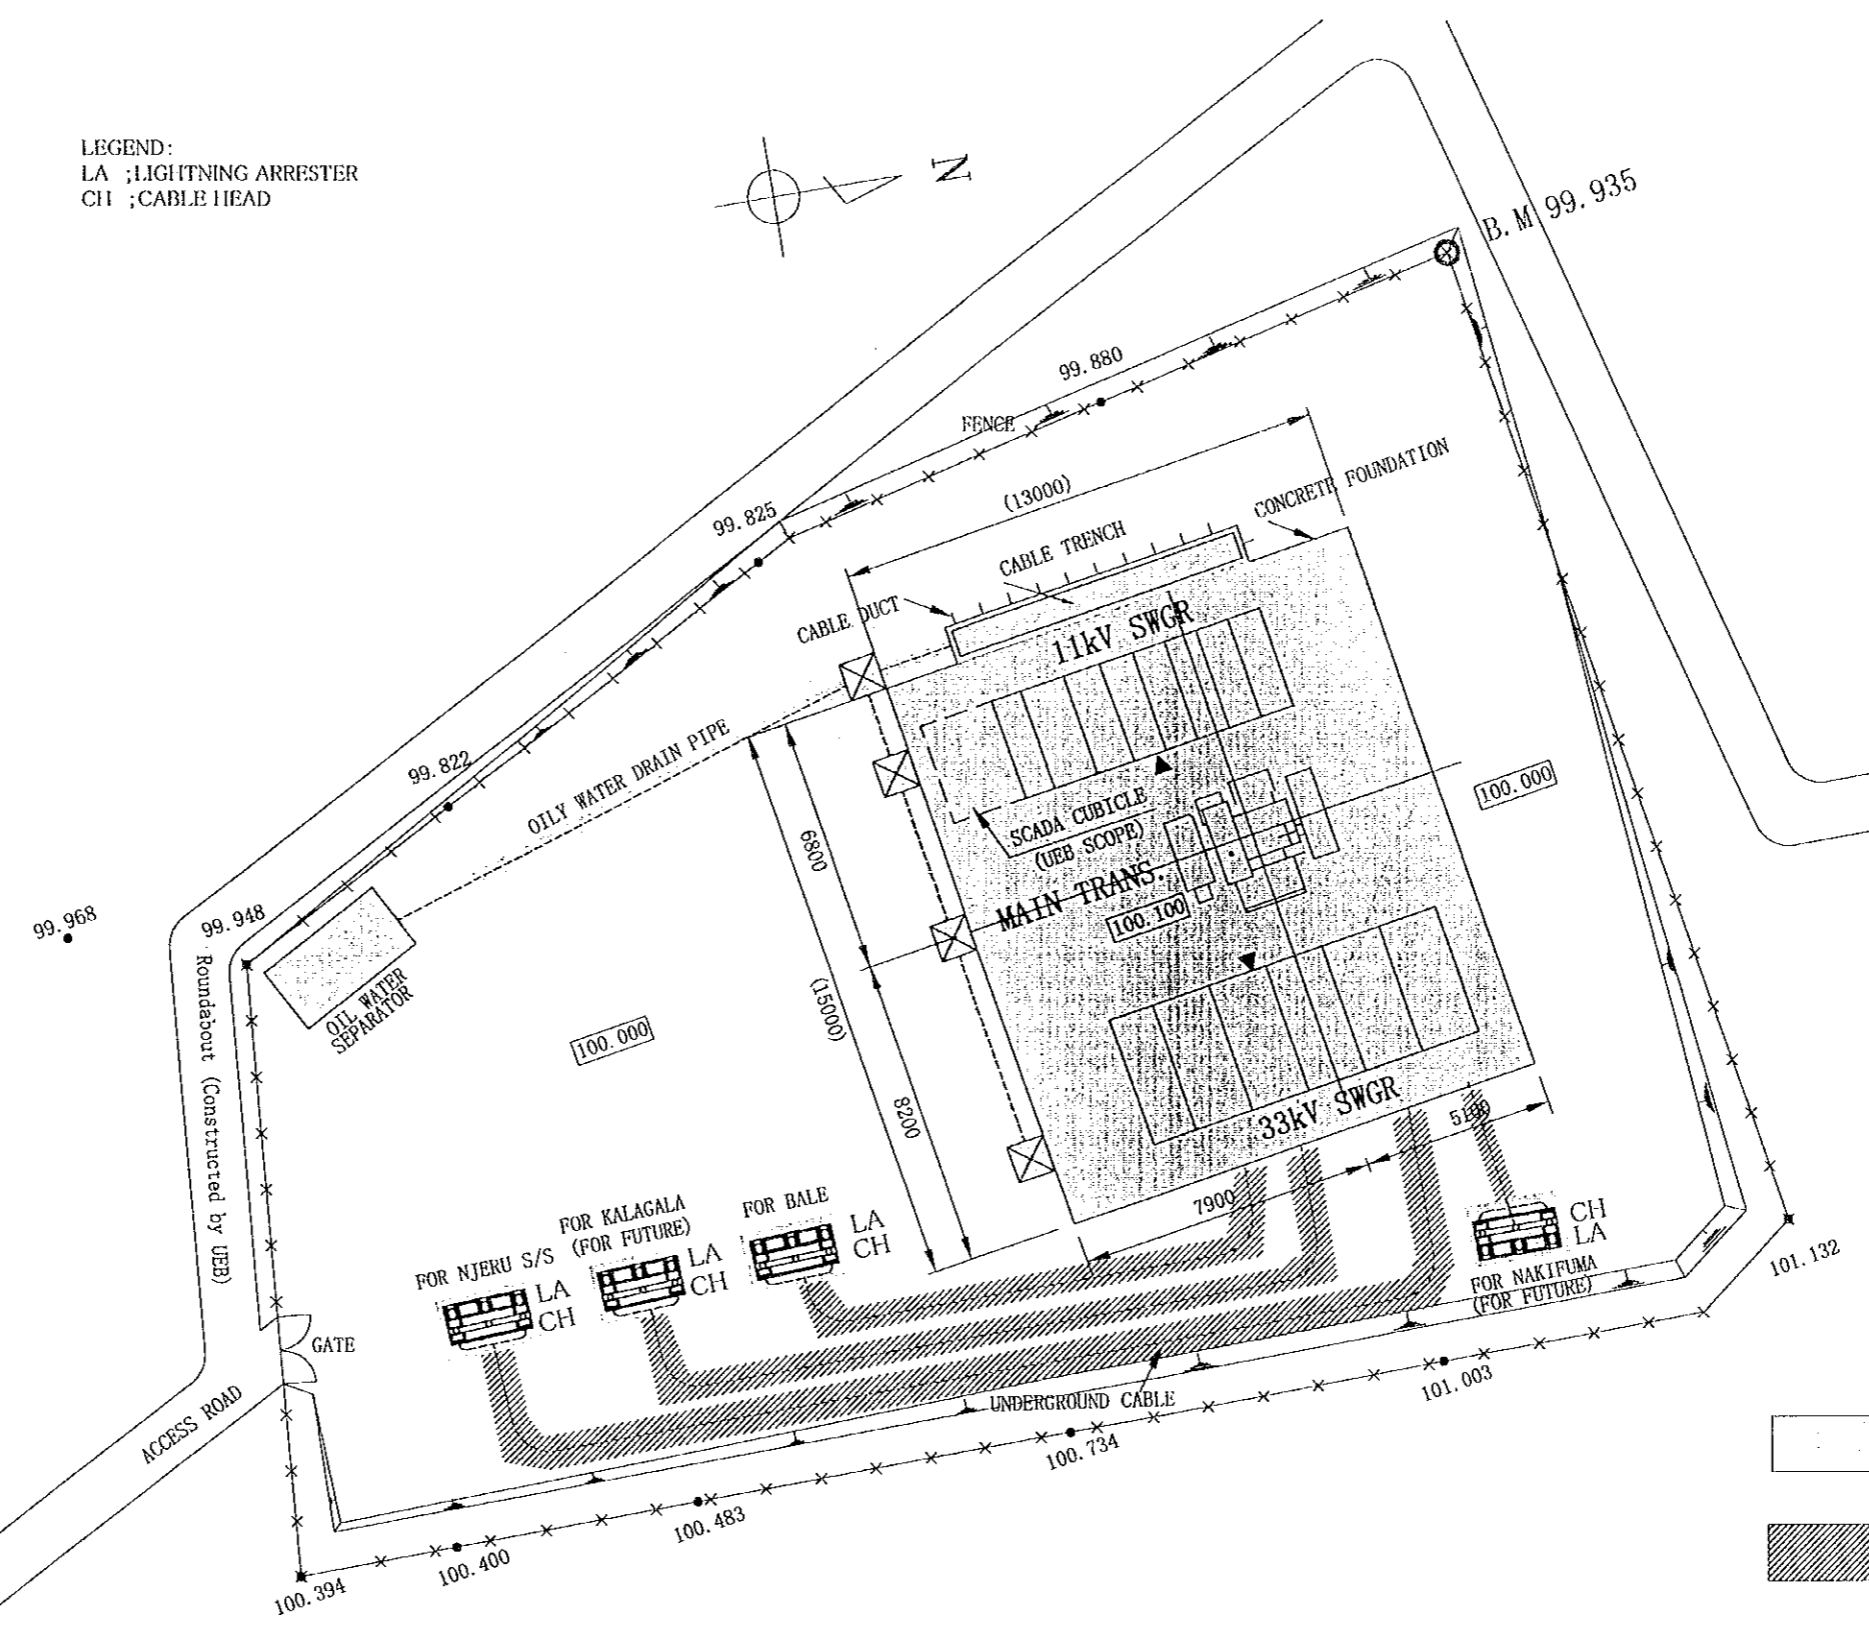 LEGEND:
LA ;LIGHTNING ARRESTER
CH ;CABLE HEAD
N
B.M 99.935
99.880
FENCE
(13000)
CONCRETE FOUNDATION
99.825
CABLE TRENCH
CABLE DUCT
11kV SWGR
99.822
OILY WATER DRAIN PIPE
100.000
SCADA CUBICLE
(UEB SCOPE)
6800
MAIN TRANS.
100.100
99.968
99.948
Roundabout (Constructed by UEB)
OIL WATER
SEPARATOR
(15000)
100.000
8200
33kV SWGR
5100
7900
FOR BALE
LA
CH
FOR KALAGALA
(FOR FUTURE)
LA
CH
FOR NJERU S/S
LA
CH
CH
LA
FOR NAKIFUMA
(FOR FUTURE)
101.132
GATE
ACCESS ROAD
UNDERGROUND CABLE
101.003
100.734
100.483
100.400
100.394